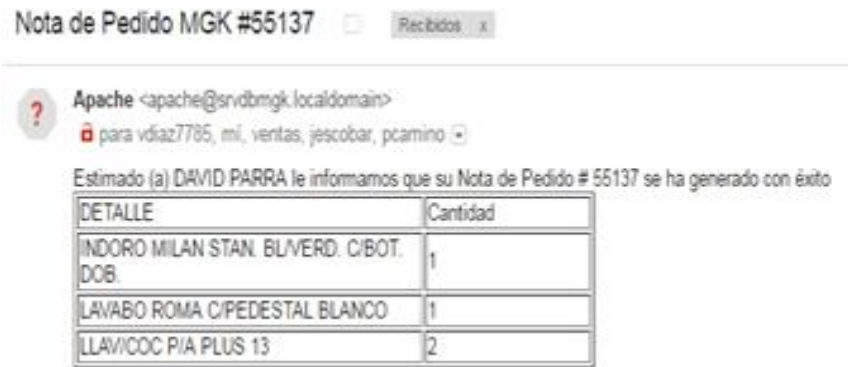 Nota de Pedido MGK #55137 Recibidos x
?
Apache <apache@srvdbmgk.localdomain>
para vdiaz7785, mí, ventas, jescobar, pcamino
Estimado (a) DAVID PARRA le informamos que su Nota de Pedido # 55137 se ha generado con éxito
DETALLE Cantidad
INDORO MILAN STAN. BL/VERD. C/BOT. 1
DOB.
LAVABO ROMA C/PEDESTAL BLANCO 1
LLAV/COC P/A PLUS 13 2